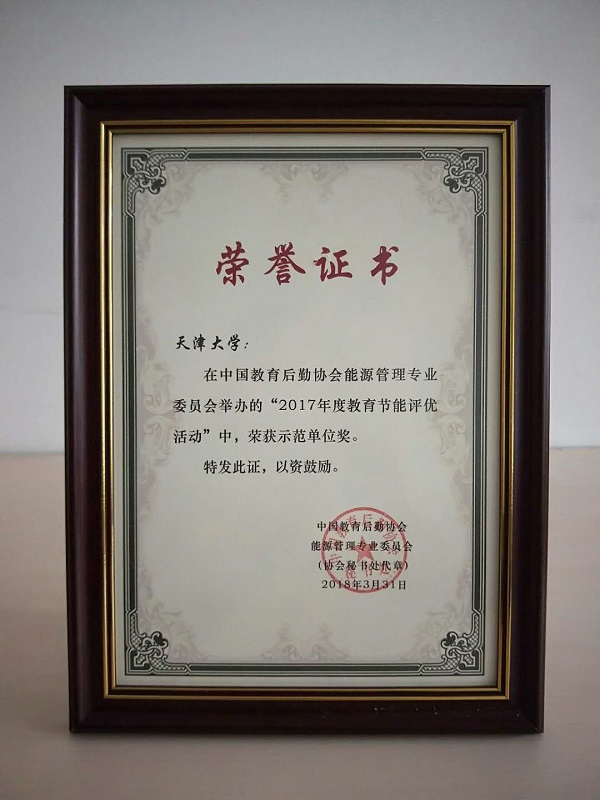 荣誉证书
天津大学：
在中国教育后勤协会能源管理专业
委员会举办的“2017年度教育节能评优
活动”中，荣获示范单位奖。
特发此证，以资鼓励。
中国教育后勤协会
能源管理专业委员会
（协会秘书处代章）
2018年3月31日